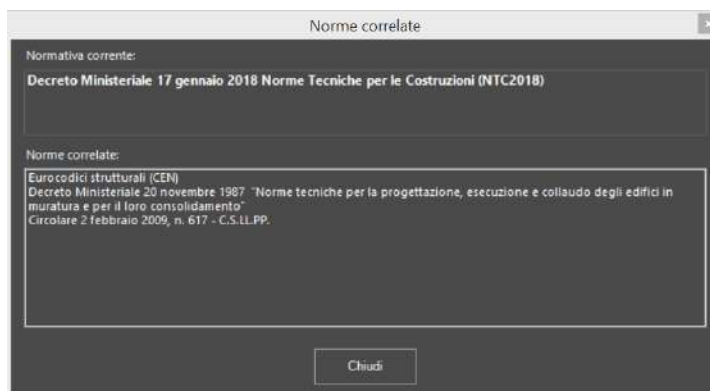 Norme correlate
Normativa corrente:
Decreto Ministeriale 17 gennaio 2018 Norme Tecniche per le Costruzioni (NTC2018)
Norme correlate:
Eurocodici strutturali (CEN)
Decreto Ministeriale 20 novembre 1987 "Norme tecniche per la progettazione, esecuzione e collaudo degli edifici in
muratura e per il loro consolidamento"
Circolare 2 febbraio 2009, n. 617 - C.S.LL.PP.
Chiudi